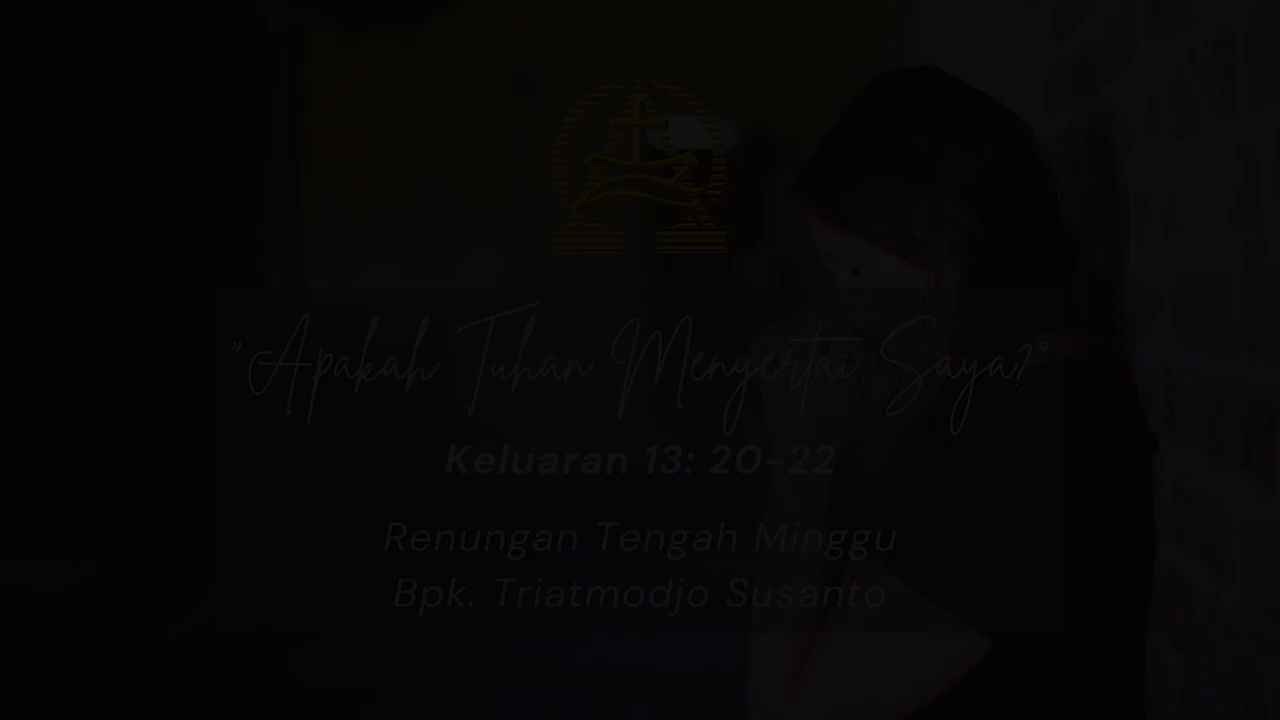 "Apakah Tuhan Menyertai Saya?"
Keluaran 13: 20-22
Renungan Tengah Minggu
Bpk. Triatmodjo Susanto